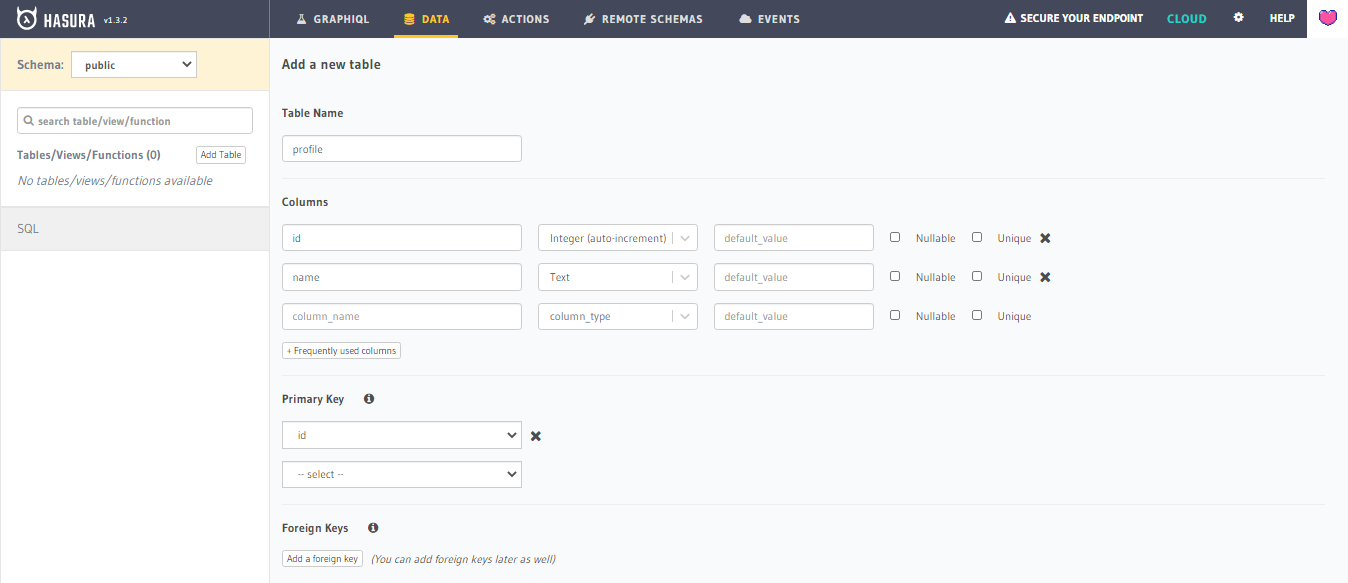 HASURA v1.3.2 GRAPHIQL DATA ACTIONS REMOTE SCHEMAS EVENTS SECURE YOUR ENDPOINT CLOUD HELP
Schema: public
search table/view/function
Tables/Views/Functions (0) Add Table
No tables/views/functions available
SQL
Add a new table
Table Name
profile
Columns
id Integer (auto-increment) default_value Nullable Unique
name Text default_value Nullable Unique
column_name column_type default_value Nullable Unique
+ Frequently used columns
Primary Key
id
-- select --
Foreign Keys
Add a foreign key (You can add foreign keys later as well)